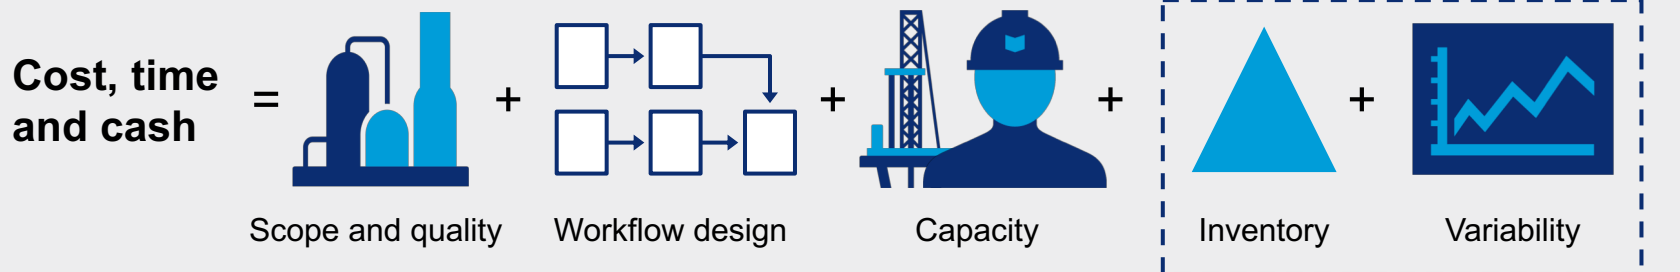 Cost, time
and cash
=
+
+
+
+
Scope and quality
Workflow design
Capacity
Inventory
Variability